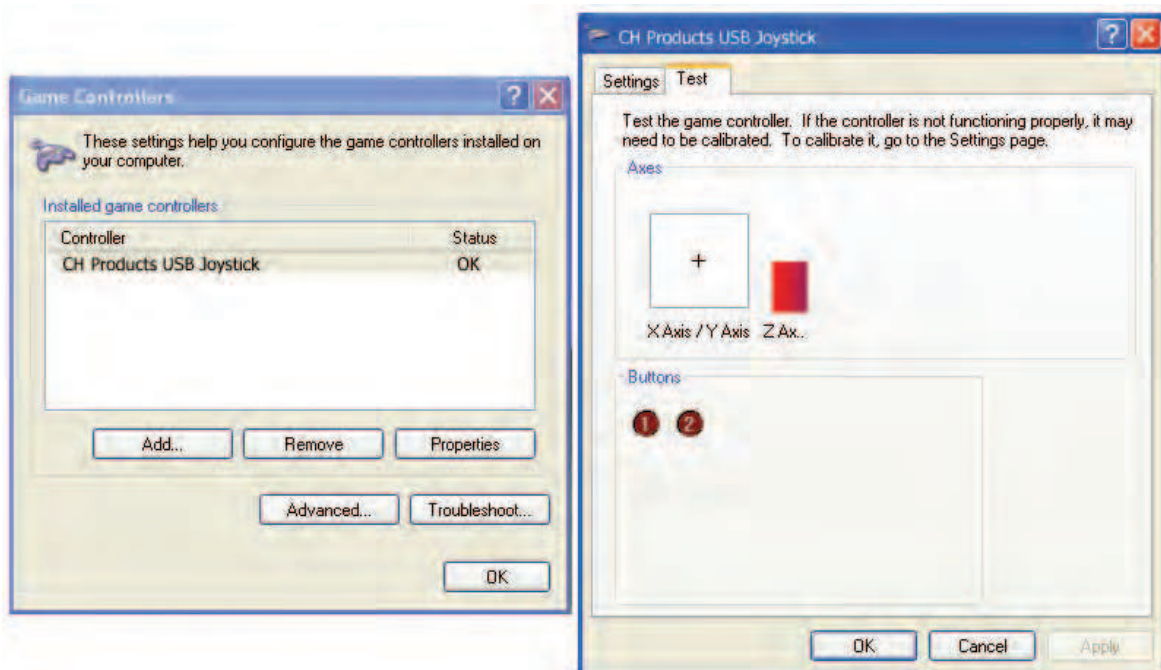 Game Controllers
These settings help you configure the game controllers installed on
your computer.
Installed game controllers
Controller Status
CH Products USB Joystick OK
Add... Remove Properties
Advanced... Troubleshoot...
OK
CH Products USB Joystick
Settings Test
Test the game controller. If the controller is not functioning properly, it may
need to be calibrated. To calibrate it, go to the Settings page.
Axes
X Axis / Y Axis Z Ax..
Buttons
1 2
OK Cancel Apply